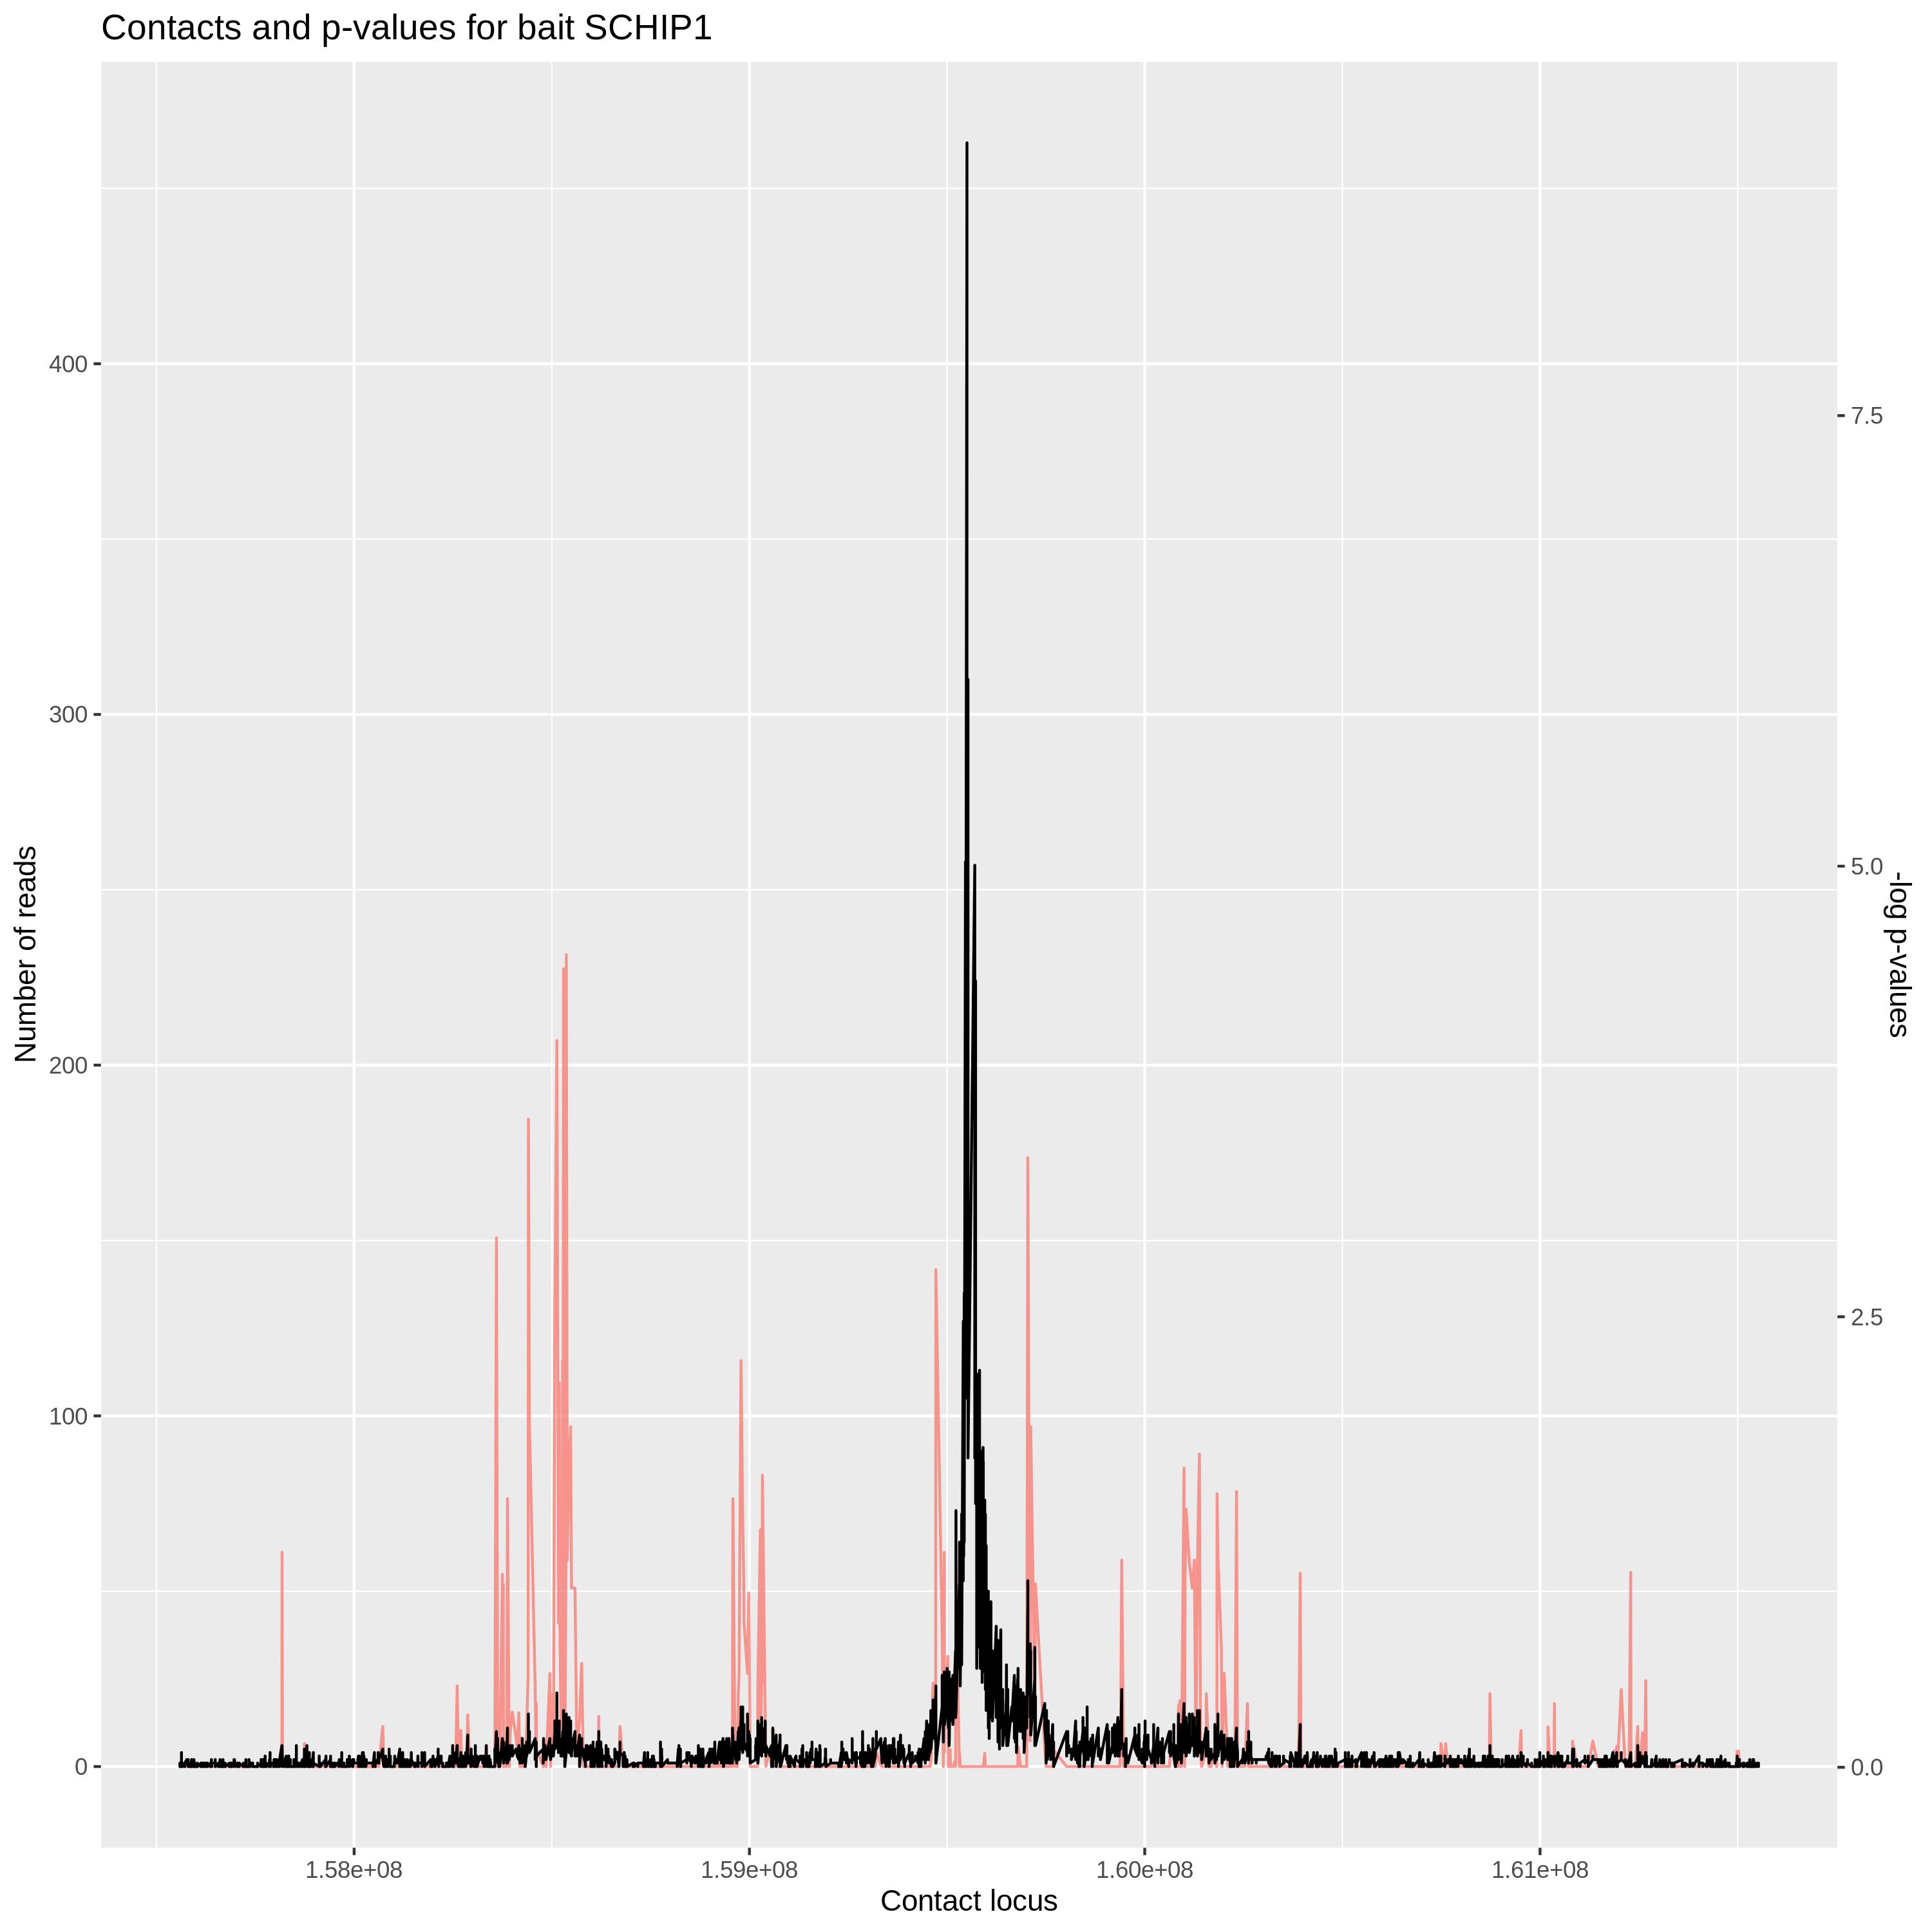 Contacts and p-values for bait SCHIP1
Number of reads
400
300
200
100
0
7.5
5.0
2.5
0.0
-log p-values
1.58e+08
1.59e+08
1.60e+08
1.61e+08
Contact locus